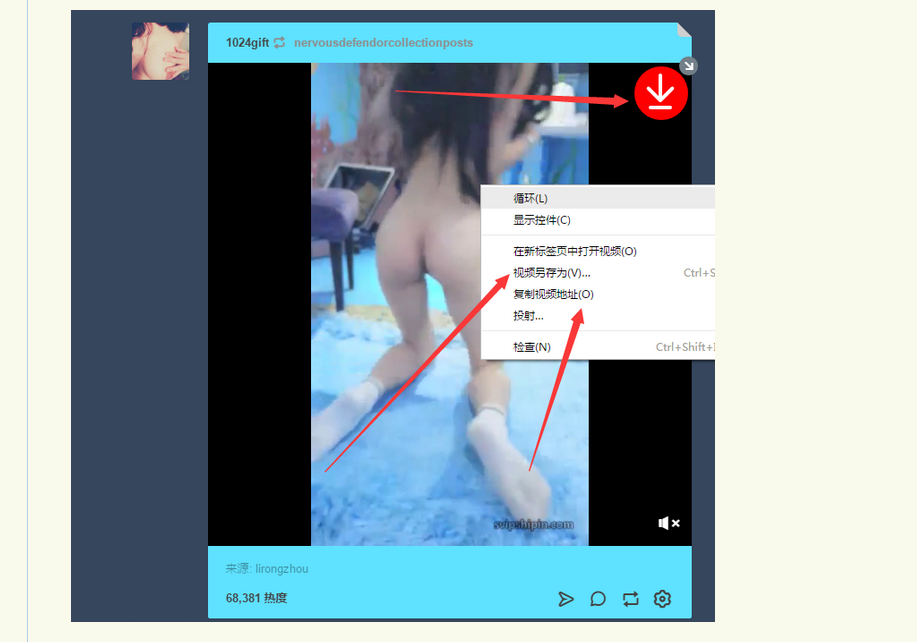 1024gift nervousdefendorcollectionposts
循环(L)
显示控件(C)
在新标签页中打开视频(O)
视频另存为(V)... Ctrl+S
复制视频地址(O)
投射...
检查(N) Ctrl+Shift+I
svipshipin.com
来源: lirongzhou
68,381 热度